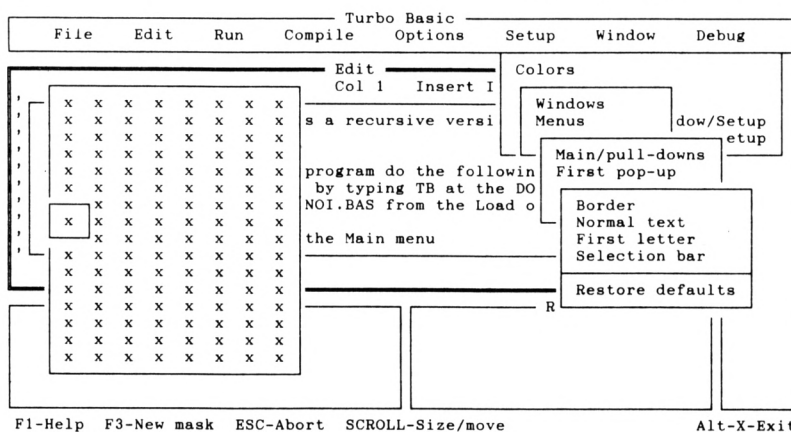 Turbo Basic
File Edit Run Compile Options Setup Window Debug
Edit
Colors
Col 1 Insert I
Windows
x x x x x x x x
Menus
' x x x x x x x x s a recursive versi dow/Setup
x x x x x x x x etup
x x x x x x x x Main/pull-downs
x x x x x x x x program do the followin First pop-up
x x x x x x x x by typing TB at the DO
x x x x x x x NOI.BAS from the Load o Border
x x x x x x x x Normal text
x x x x x x x the Main menu First letter
x x x x x x x x Selection bar
x x x x x x x x
x x x x x x x x Restore defaults
x x x x x x x x R
x x x x x x x x
x x x x x x x x
x x x x x x x x
F1-Help F3-New mask ESC-Abort SCROLL-Size/move Alt-X-Exit